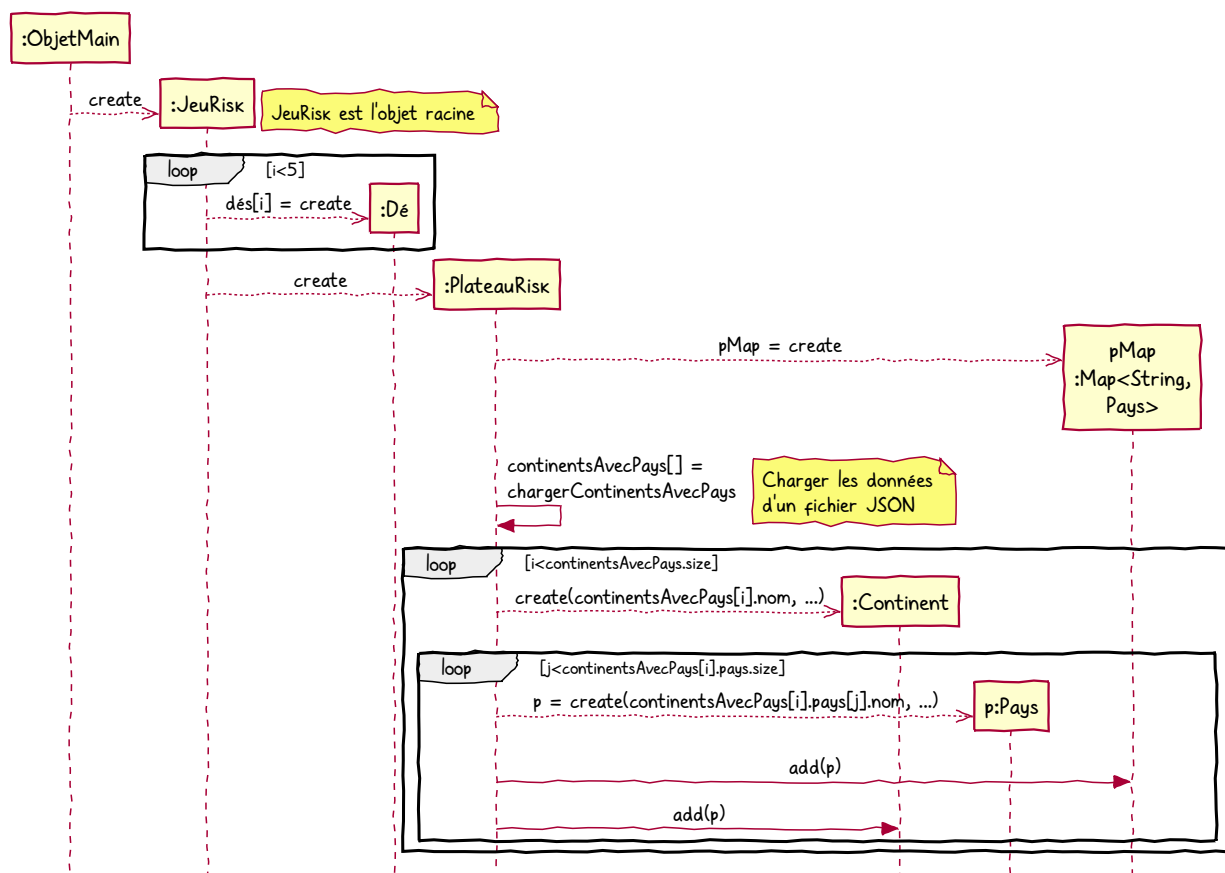 :ObjetMain
create
:JeuRisk
JeuRisk est l'objet racine
loop
[i<5]
dés[i] = create
:Dé
create
:PlateauRisk
pMap = create
pMap
:Map<String,
Pays>
continentsAvecPays[] =
chargerContinentsAvecPays
Charger les données
d'un fichier JSON
loop
[i<continentsAvecPays.size]
create(continentsAvecPays[i].nom, ...)
:Continent
loop
[j<continentsAvecPays[i].pays.size]
p = create(continentsAvecPays[i].pays[j].nom, ...)
p:Pays
add(p)
add(p)